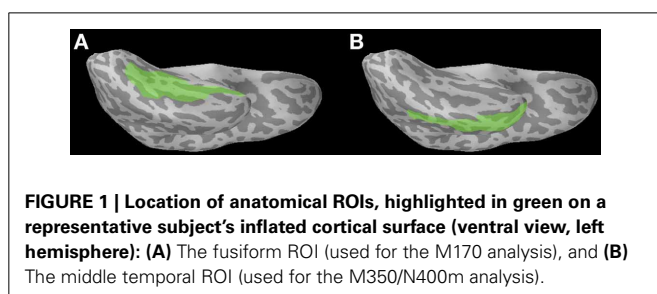 A B
FIGURE 1 | Location of anatomical ROIs, highlighted in green on a
representative subject's inflated cortical surface (ventral view, left
hemisphere): (A) The fusiform ROI (used for the M170 analysis), and (B)
The middle temporal ROI (used for the M350/N400m analysis).